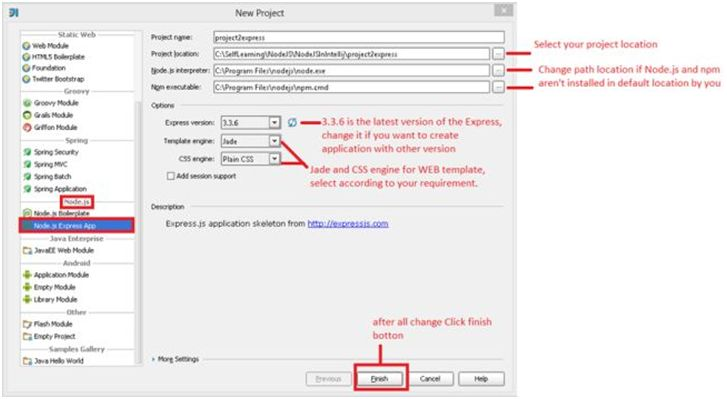 New Project
Static Web
Web Module
HTML5 Boilerplate
Foundation
Twitter Bootstrap
Groovy
Groovy Module
Grails Module
Griffon Module
Spring
Spring Security
Spring MVC
Spring Batch
Spring Application
Node.js
Node.js Boilerplate
Node.js Express App
Java Enterprise
JavaEE Web Module
Android
Application Module
Empty Module
Library Module
Other
Flash Module
Empty Project
Samples Gallery
Java Hello World
Project name: project2express
Project location: C:\SelfLearning\NodeJS\NodeJSInIntellij\project2express ...
Node.js interpreter: C:\Program Files\nodejs\node.exe ...
Npm executable: C:\Program Files\nodejs\npm.cmd ...
Options
Express version: 3.3.6
Template engine: Jade
CSS engine: Plain CSS
Add session support
Description
Express.js application skeleton from http://expressjs.com
More Settings
Previous Finish Cancel Help
Select your project location
Change path location if Node.js and npm
aren't installed in default location by you
3.3.6 is the latest version of the Express,
change it if you want to create
application with other version
Jade and CSS engine for WEB template,
select according to your requirement.
after all change Click finish
botton